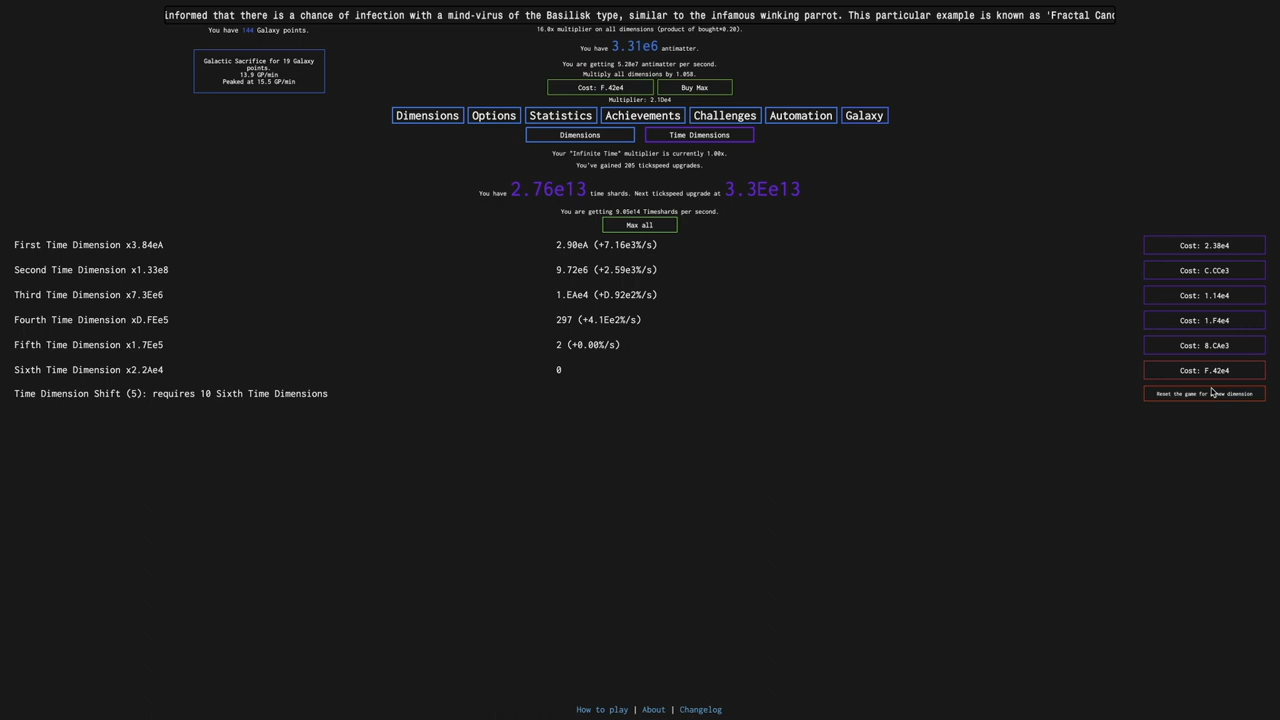 informed that there is a chance of infection with a mind-virus of the Basilisk type, similar to the infamous winking parrot. This particular example is known as 'Fractal Canc
You have 144 Galaxy points.
16.0x multiplier on all dimensions (product of bought*0.20).
You have 3.31e6 antimatter.
Galactic Sacrifice for 19 Galaxy points.
13.9 GP/min
Peaked at 15.5 GP/min
You are getting 5.28e7 antimatter per second.
Multiply all dimensions by 1.058.
Cost: F.42e4
Buy Max
Multiplier: 2.1De4
Dimensions Options Statistics Achievements Challenges Automation Galaxy
Dimensions Time Dimensions
Your "Infinite Time" multiplier is currently 1.00x.
You've gained 205 tickspeed upgrades.
You have 2.76e13 time shards. Next tickspeed upgrade at 3.3Ee13
You are getting 9.05e14 Timeshards per second.
Max all
First Time Dimension x3.84eA 2.90eA (+7.16e3%/s) Cost: 2.38e4
Second Time Dimension x1.33e8 9.72e6 (+2.59e3%/s) Cost: C.CCe3
Third Time Dimension x7.3Ee6 1.EAe4 (+D.92e2%/s) Cost: 1.14e4
Fourth Time Dimension xD.FEe5 297 (+4.1Ee2%/s) Cost: 1.F4e4
Fifth Time Dimension x1.7Ee5 2 (+0.00%/s) Cost: 8.CAe3
Sixth Time Dimension x2.2Ae4 0 Cost: F.42e4
Time Dimension Shift (5): requires 10 Sixth Time Dimensions Reset the game for new dimension
How to play | About | Changelog